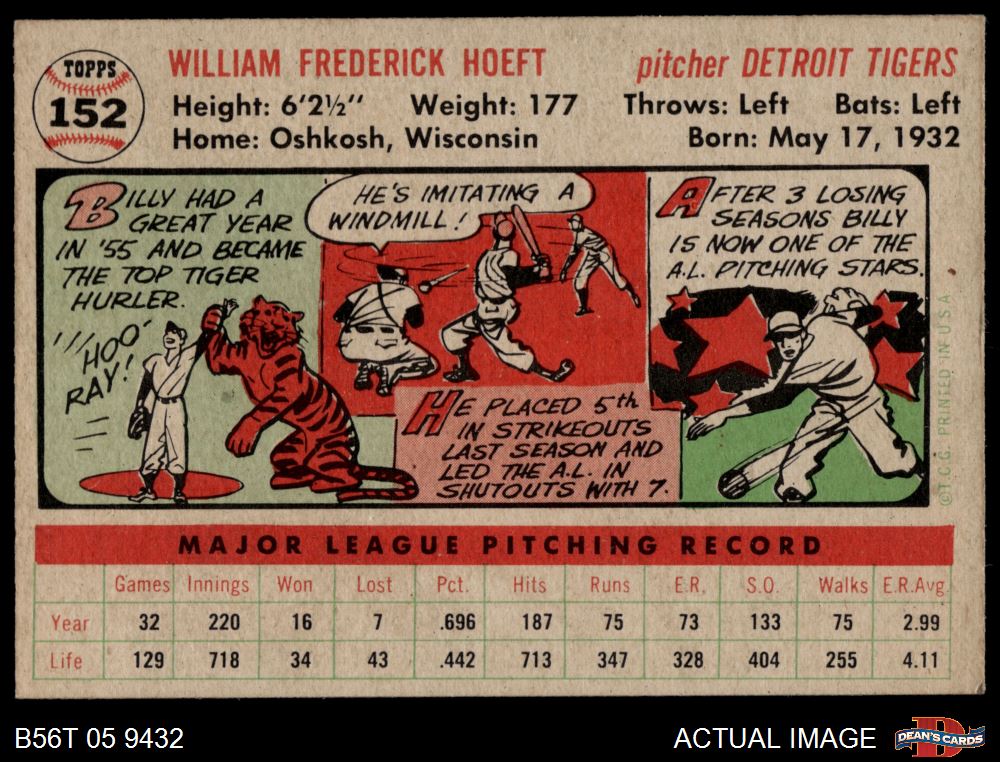 TOPPS
152
WILLIAM FREDERICK HOEFT
pitcher DETROIT TIGERS
Height: 6'2½" Weight: 177 Throws: Left Bats: Left
Home: Oshkosh, Wisconsin Born: May 17, 1932
BILLY HAD A
GREAT YEAR
IN '55 AND BECAME
THE TOP TIGER
HURLER.
HOO
RAY!
HE'S IMITATING A
WINDMILL!
HE PLACED 5th
IN STRIKEOUTS
LAST SEASON AND
LED THE A.L. IN
SHUTOUTS WITH 7.
AFTER 3 LOSING
SEASONS BILLY
IS NOW ONE OF THE
A.L. PITCHING STARS.
©T.C.G. PRINTED IN U.S.A.
MAJOR LEAGUE PITCHING RECORD
Games Innings Won Lost Pct. Hits Runs E.R. S.O. Walks E.R.Avg.
Year 32 220 16 7 .696 187 75 73 133 75 2.99
Life 129 718 34 43 .442 713 347 328 404 255 4.11
B56T 05 9432
ACTUAL IMAGE
DEAN'S CARDS